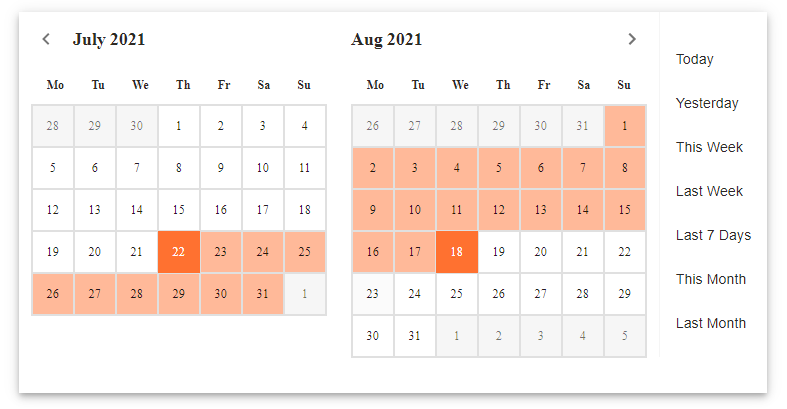 July 2021
Mo Tu We Th Fr Sa Su
28 29 30 1 2 3 4
5 6 7 8 9 10 11
12 13 14 15 16 17 18
19 20 21 22 23 24 25
26 27 28 29 30 31 1
Aug 2021
Mo Tu We Th Fr Sa Su
26 27 28 29 30 31 1
2 3 4 5 6 7 8
9 10 11 12 13 14 15
16 17 18 19 20 21 22
23 24 25 26 27 28 29
30 31 1 2 3 4 5
Today
Yesterday
This Week
Last Week
Last 7 Days
This Month
Last Month